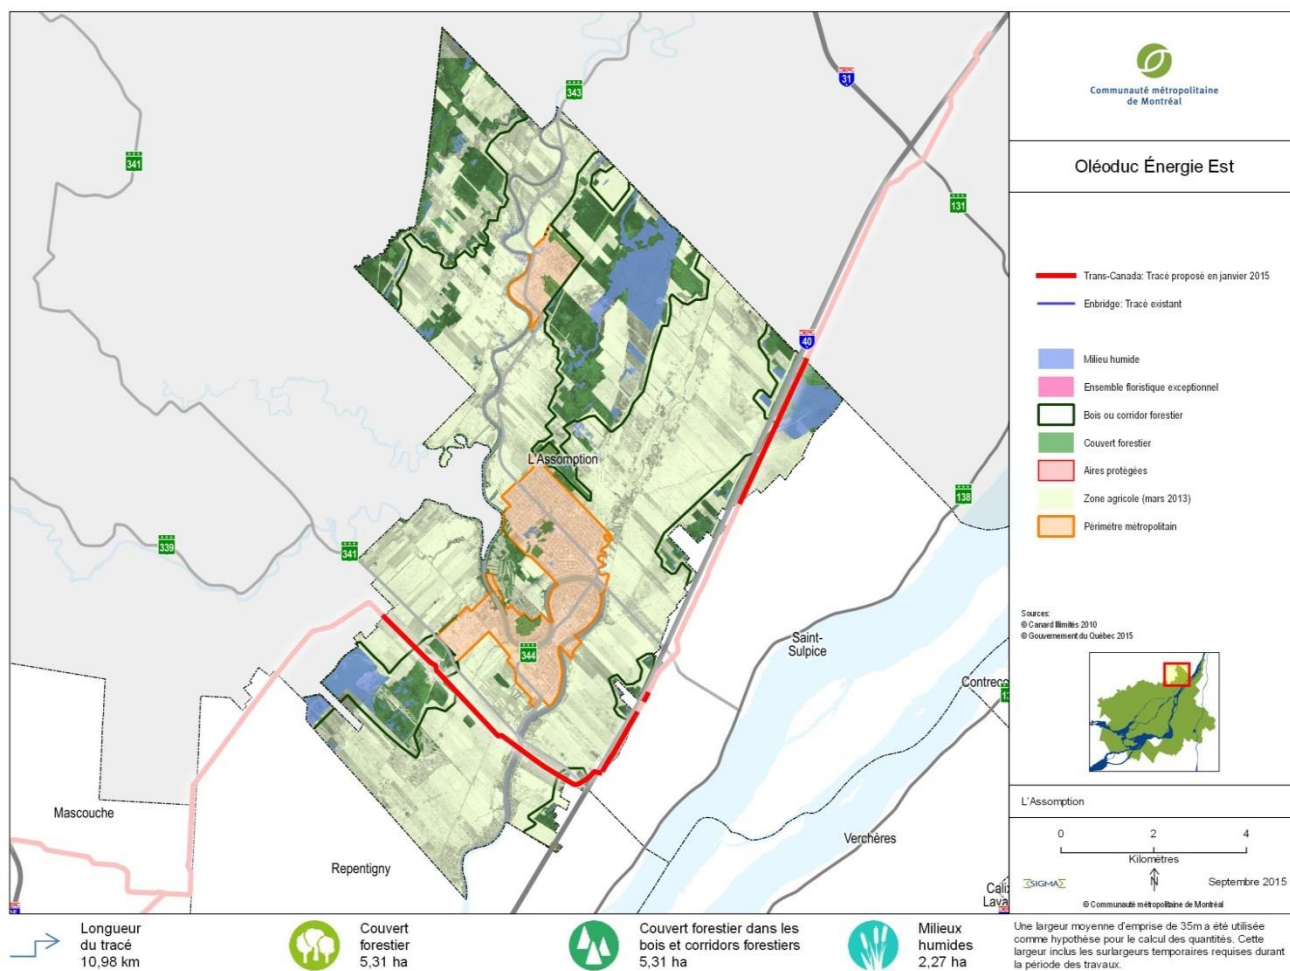 Communauté métropolitaine
de Montréal
Oléoduc Énergie Est
Trans-Canada: Tracé proposé en janvier 2015
Enbridge: Tracé existant
Milieu humide
Ensemble floristique exceptionnel
Bois ou corridor forestier
Couvert forestier
Aires protégées
Zone agricole (mars 2013)
Périmètre métropolitain
Sources:
© Canard Illimités 2010
© Gouvernement du Québec 2015
L'Assomption
0 2 4
Kilomètres
N
ΣSIGMAΣ
Septembre 2015
© Communauté métropolitaine de Montréal
343
31
341
131
40
L'Assomption
138
339
341
344
Saint-
Sulpice
Contrecoe
13
Mascouche
Repentigny
Verchères
Calix
Lava
Longueur
du tracé
10,98 km
Couvert
forestier
5,31 ha
Couvert forestier dans les
bois et corridors forestiers
5,31 ha
Milieux
humides
2,27 ha
Une largeur moyenne d'emprise de 35m a été utilisée
comme hypothèse pour le calcul des quantités. Cette
largeur inclus les surlargeurs temporaires requises durant
la période des travaux.